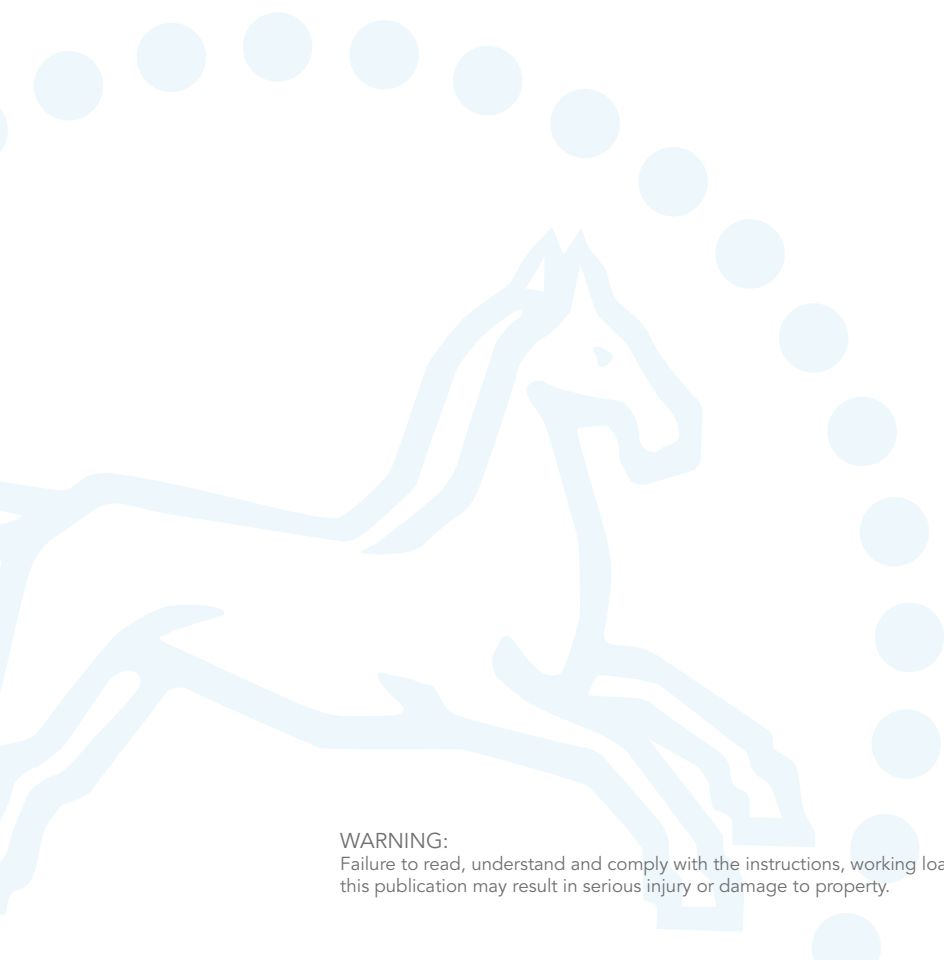 WARNING:
Failure to read, understand and comply with the instructions, working
this publication may result in serious injury or damage to property.